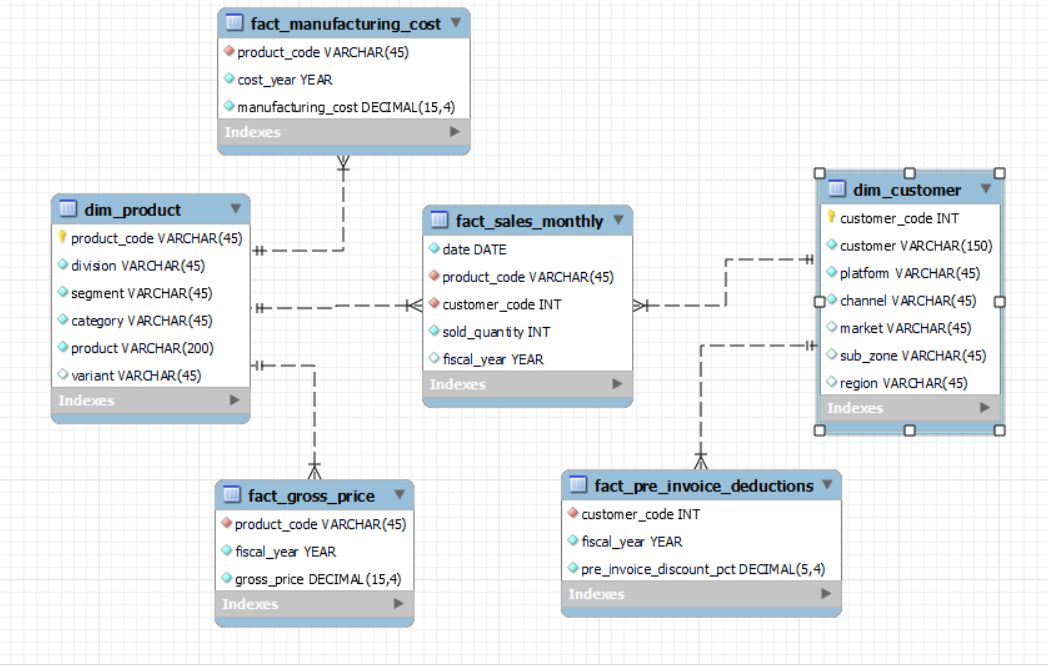 fact_manufacturing_cost
product_code VARCHAR(45)
cost_year YEAR
manufacturing_cost DECIMAL(15,4)
Indexes
dim_product
product_code VARCHAR(45)
division VARCHAR(45)
segment VARCHAR(45)
category VARCHAR(45)
product VARCHAR(200)
variant VARCHAR(45)
Indexes
fact_sales_monthly
date DATE
product_code VARCHAR(45)
customer_code INT
sold_quantity INT
fiscal_year YEAR
Indexes
dim_customer
customer_code INT
customer VARCHAR(150)
platform VARCHAR(45)
channel VARCHAR(45)
market VARCHAR(45)
sub_zone VARCHAR(45)
region VARCHAR(45)
Indexes
fact_gross_price
product_code VARCHAR(45)
fiscal_year YEAR
gross_price DECIMAL(15,4)
Indexes
fact_pre_invoice_deductions
customer_code INT
fiscal_year YEAR
pre_invoice_discount_pct DECIMAL(5,4)
Indexes